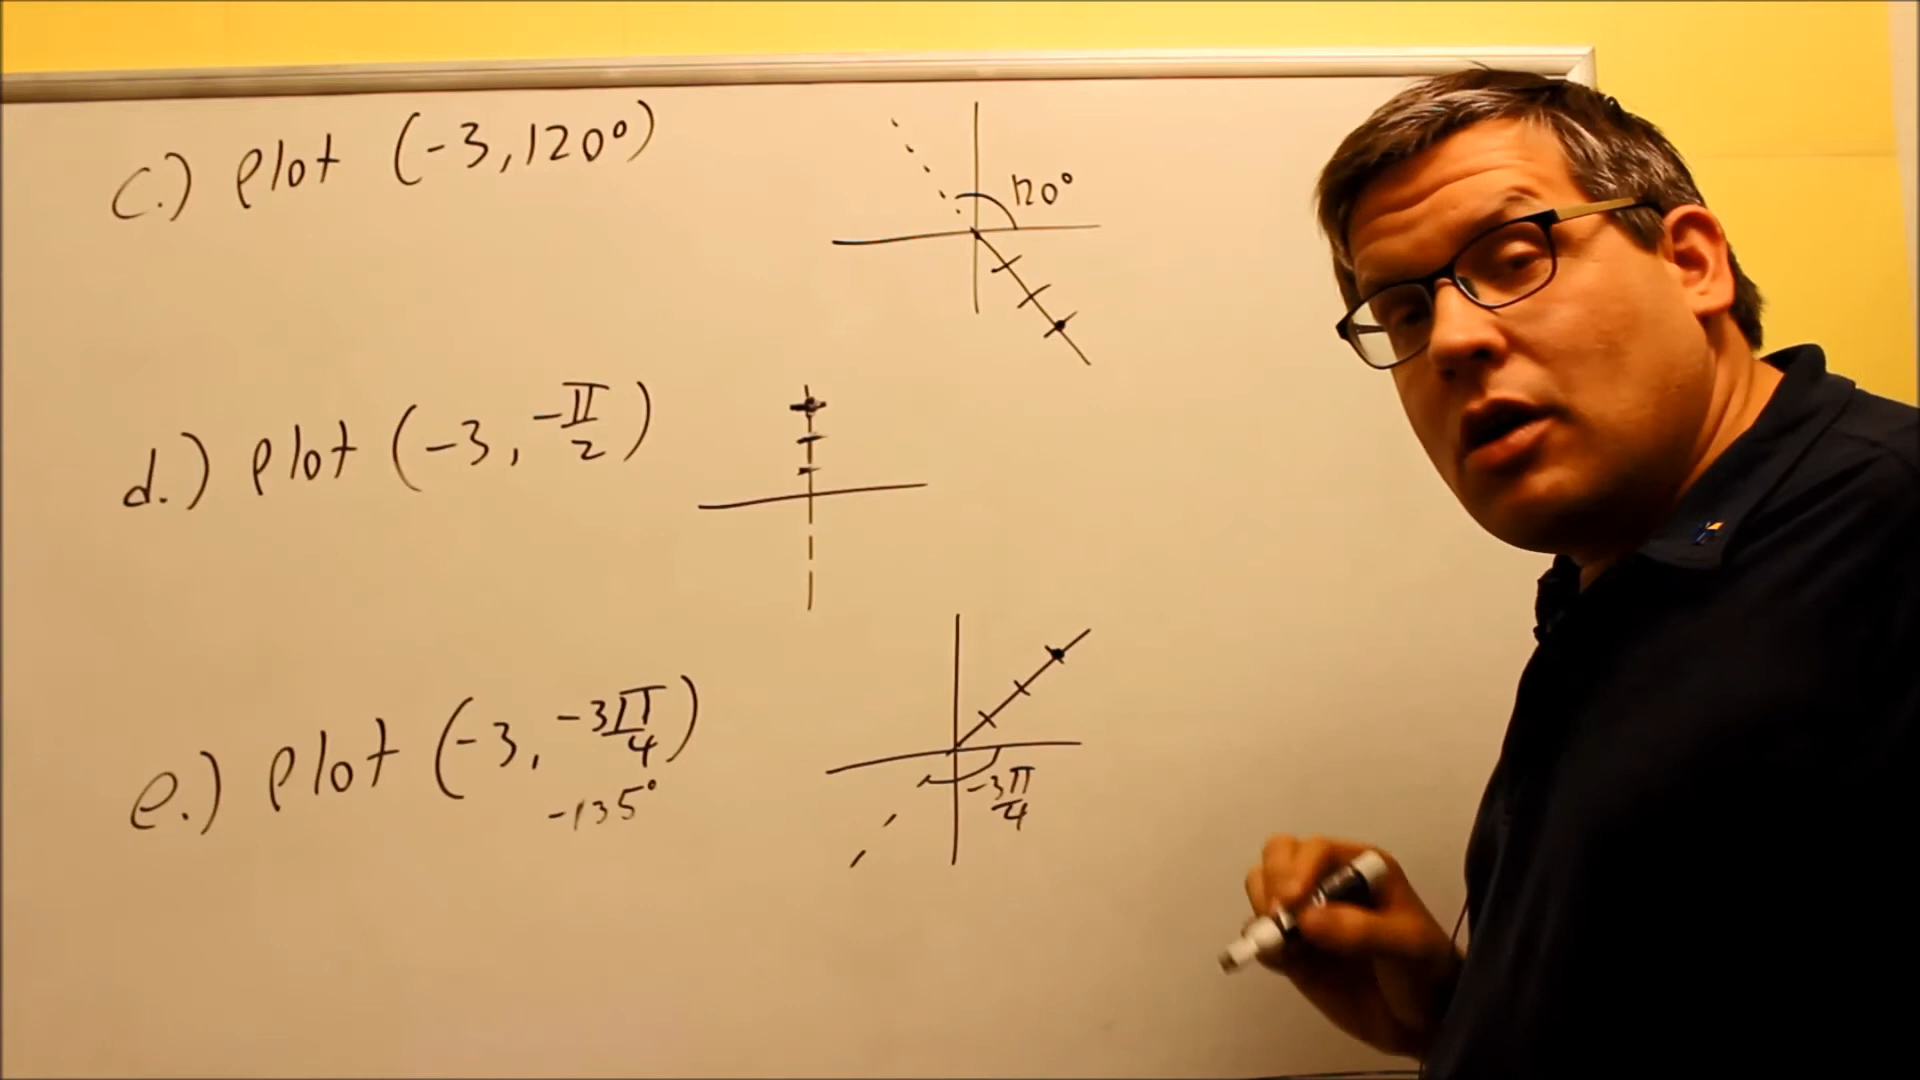 c.) Plot (-3, 120°)
120°
d.) Plot (-3, -π/2)
e.) Plot (-3, -3π/4)
-135°
-3π/4